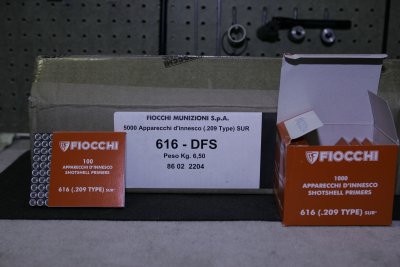 FIOCCHI MUNIZIONI S.p.A.
5000 Apparecchi d'Innesco (.209 Type) SUR
616 - DFS
Peso Kg. 6,50
86 02 2204
FIOCCHI
100
APPARECCHI D'INNESCO
SHOTSHELL PRIMERS
616 (.209 TYPE) SUR
FIOCCHI
1000
APPARECCHI D'INNESCO
SHOTSHELL PRIMERS
616 (.209 TYPE) SUR